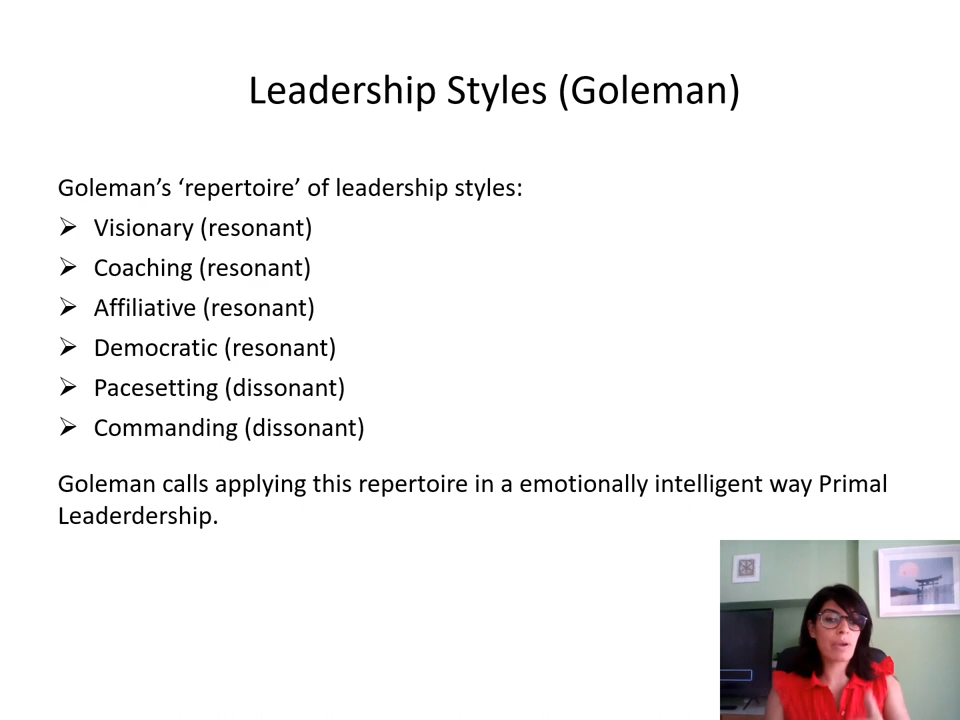 Leadership Styles (Goleman)
Goleman’s ‘repertoire’ of leadership styles:
Visionary (resonant)
Coaching (resonant)
Affiliative (resonant)
Democratic (resonant)
Pacesetting (dissonant)
Commanding (dissonant)
Goleman calls applying this repertoire in a emotionally intelligent way Primal
Leaderdership.